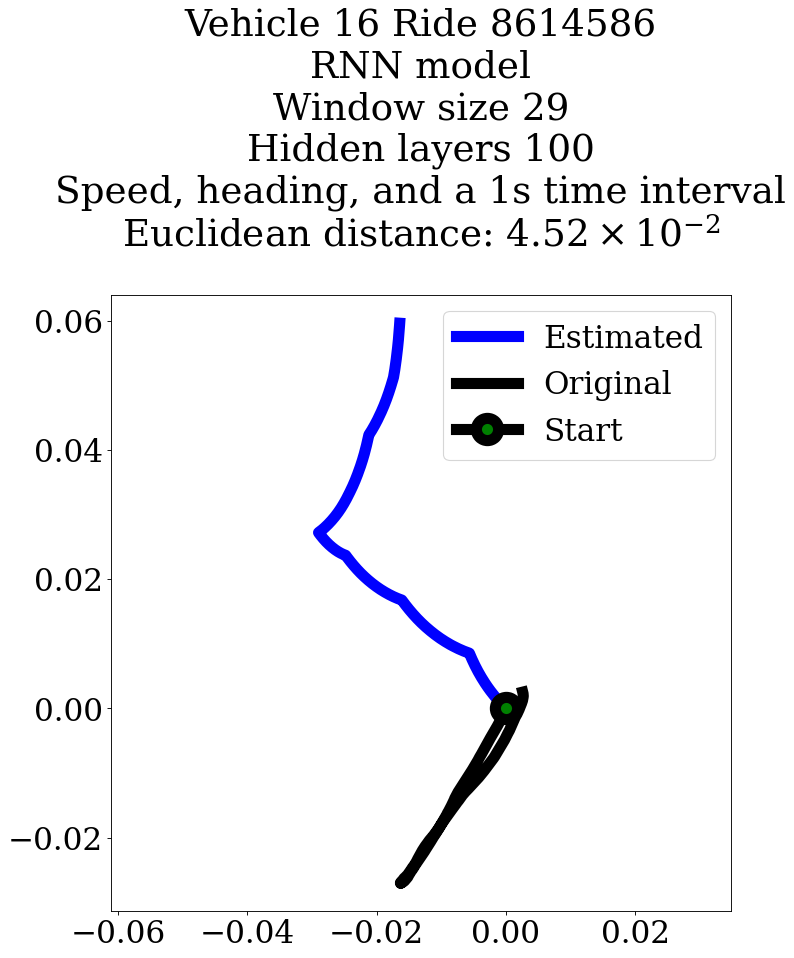 Vehicle 16 Ride 8614586
RNN model
Window size 29
Hidden layers 100
Speed, heading, and a 1s time interval
Euclidean distance: 4.52 × 10⁻²
Estimated
Original
Start
0.06
0.04
0.02
0.00
−0.02
−0.06
−0.04
−0.02
0.00
0.02